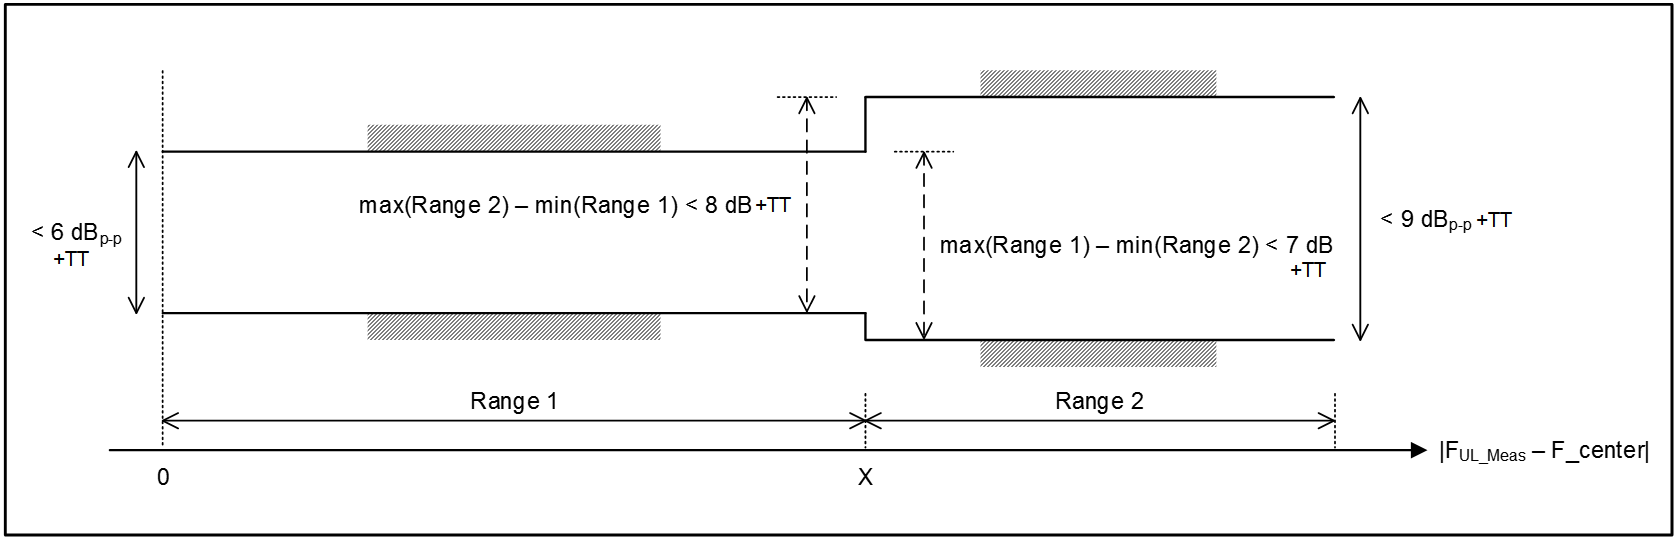 max(Range 2) – min(Range 1) < 8 dB +TT
< 6 dBp-p
+TT
max(Range 1) – min(Range 2) < 7 dB
+TT
< 9 dBp-p +TT
Range 1
Range 2
0
X
|FUL_Meas – F_center|